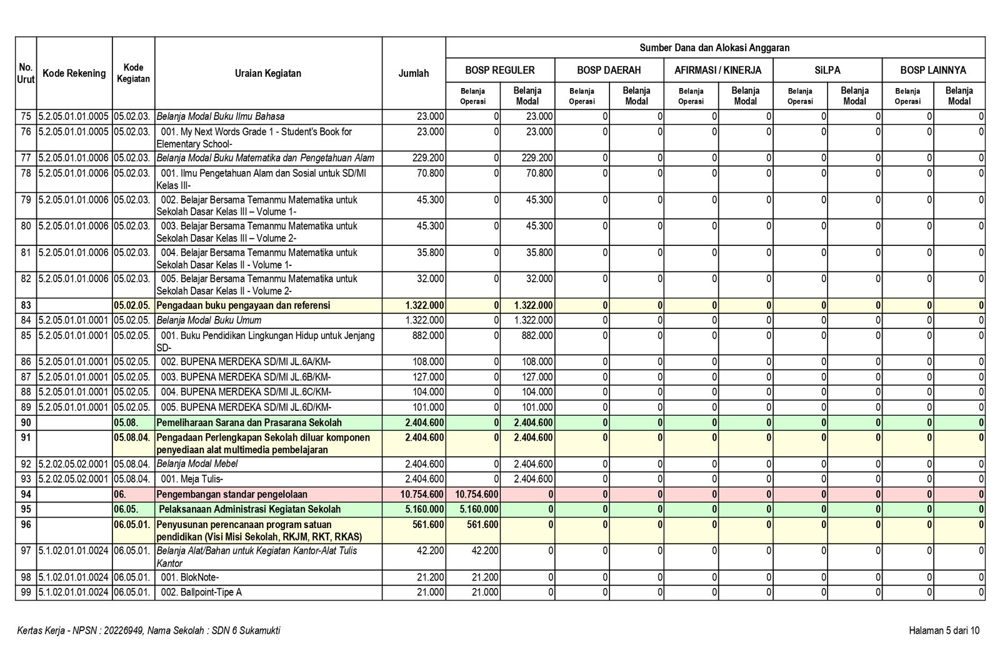 Sumber Dana dan Alokasi Anggaran
No. Urut Kode Rekening Kode Kegiatan Uraian Kegiatan Jumlah BOSP REGULER BOSP DAERAH AFIRMASI / KINERJA SiLPA BOSP LAINNYA
Belanja Operasi Belanja Modal Belanja Operasi Belanja Modal Belanja Operasi Belanja Modal Belanja Operasi Belanja Modal Belanja Operasi Belanja Modal
75 5.2.05.01.01.0005 05.02.03. Belanja Modal Buku Ilmu Bahasa 23.000 0 23.000 0 0 0 0 0 0 0 0
76 5.2.05.01.01.0005 05.02.03. 001. My Next Words Grade 1 - Student's Book for 23.000 0 23.000 0 0 0 0 0 0 0 0
Elementary School-
77 5.2.05.01.01.0006 05.02.03. Belanja Modal Buku Matematika dan Pengetahuan Alam 229.200 0 229.200 0 0 0 0 0 0 0 0
78 5.2.05.01.01.0006 05.02.03. 001. Ilmu Pengetahuan Alam dan Sosial untuk SD/MI 70.800 0 70.800 0 0 0 0 0 0 0 0
Kelas III-
79 5.2.05.01.01.0006 05.02.03. 002. Belajar Bersama Temanmu Matematika untuk 45.300 0 45.300 0 0 0 0 0 0 0 0
Sekolah Dasar Kelas III – Volume 1-
80 5.2.05.01.01.0006 05.02.03. 003. Belajar Bersama Temanmu Matematika untuk 45.300 0 45.300 0 0 0 0 0 0 0 0
Sekolah Dasar Kelas III – Volume 2-
81 5.2.05.01.01.0006 05.02.03. 004. Belajar Bersama Temanmu Matematika untuk 35.800 0 35.800 0 0 0 0 0 0 0 0
Sekolah Dasar Kelas II - Volume 1-
82 5.2.05.01.01.0006 05.02.03. 005. Belajar Bersama Temanmu Matematika untuk 32.000 0 32.000 0 0 0 0 0 0 0 0
Sekolah Dasar Kelas II - Volume 2-
83 05.02.05. Pengadaan buku pengayaan dan referensi 1.322.000 0 1.322.000 0 0 0 0 0 0 0 0
84 5.2.05.01.01.0001 05.02.05. Belanja Modal Buku Umum 1.322.000 0 1.322.000 0 0 0 0 0 0 0 0
85 5.2.05.01.01.0001 05.02.05. 001. Buku Pendidikan Lingkungan Hidup untuk Jenjang 882.000 0 882.000 0 0 0 0 0 0 0 0
SD-
86 5.2.05.01.01.0001 05.02.05. 002. BUPENA MERDEKA SD/MI JL.6A/KM- 108.000 0 108.000 0 0 0 0 0 0 0 0
87 5.2.05.01.01.0001 05.02.05. 003. BUPENA MERDEKA SD/MI JL.6B/KM- 127.000 0 127.000 0 0 0 0 0 0 0 0
88 5.2.05.01.01.0001 05.02.05. 004. BUPENA MERDEKA SD/MI JL.6C/KM- 104.000 0 104.000 0 0 0 0 0 0 0 0
89 5.2.05.01.01.0001 05.02.05. 005. BUPENA MERDEKA SD/MI JL.6D/KM- 101.000 0 101.000 0 0 0 0 0 0 0 0
90 05.08. Pemeliharaan Sarana dan Prasarana Sekolah 2.404.600 0 2.404.600 0 0 0 0 0 0 0 0
91 05.08.04. Pengadaan Perlengkapan Sekolah diluar komponen 2.404.600 0 2.404.600 0 0 0 0 0 0 0 0
penyediaan alat multimedia pembelajaran
92 5.2.02.05.02.0001 05.08.04. Belanja Modal Mebel 2.404.600 0 2.404.600 0 0 0 0 0 0 0 0
93 5.2.02.05.02.0001 05.08.04. 001. Meja Tulis- 2.404.600 0 2.404.600 0 0 0 0 0 0 0 0
94 06. Pengembangan standar pengelolaan 10.754.600 10.754.600 0 0 0 0 0 0 0 0 0
95 06.05. Pelaksanaan Administrasi Kegiatan Sekolah 5.160.000 5.160.000 0 0 0 0 0 0 0 0 0
96 06.05.01. Penyusunan perencanaan program satuan 561.600 561.600 0 0 0 0 0 0 0 0 0
pendidikan (Visi Misi Sekolah, RKJM, RKT, RKAS)
97 5.1.02.01.01.0024 06.05.01. Belanja Alat/Bahan untuk Kegiatan Kantor-Alat Tulis 42.200 42.200 0 0 0 0 0 0 0 0 0
Kantor
98 5.1.02.01.01.0024 06.05.01. 001. BlokNote- 21.200 21.200 0 0 0 0 0 0 0 0 0
99 5.1.02.01.01.0024 06.05.01. 002. Ballpoint-Tipe A 21.000 21.000 0 0 0 0 0 0 0 0 0
Kertas Kerja - NPSN : 20226949, Nama Sekolah : SDN 6 Sukamukti Halaman 5 dari 10